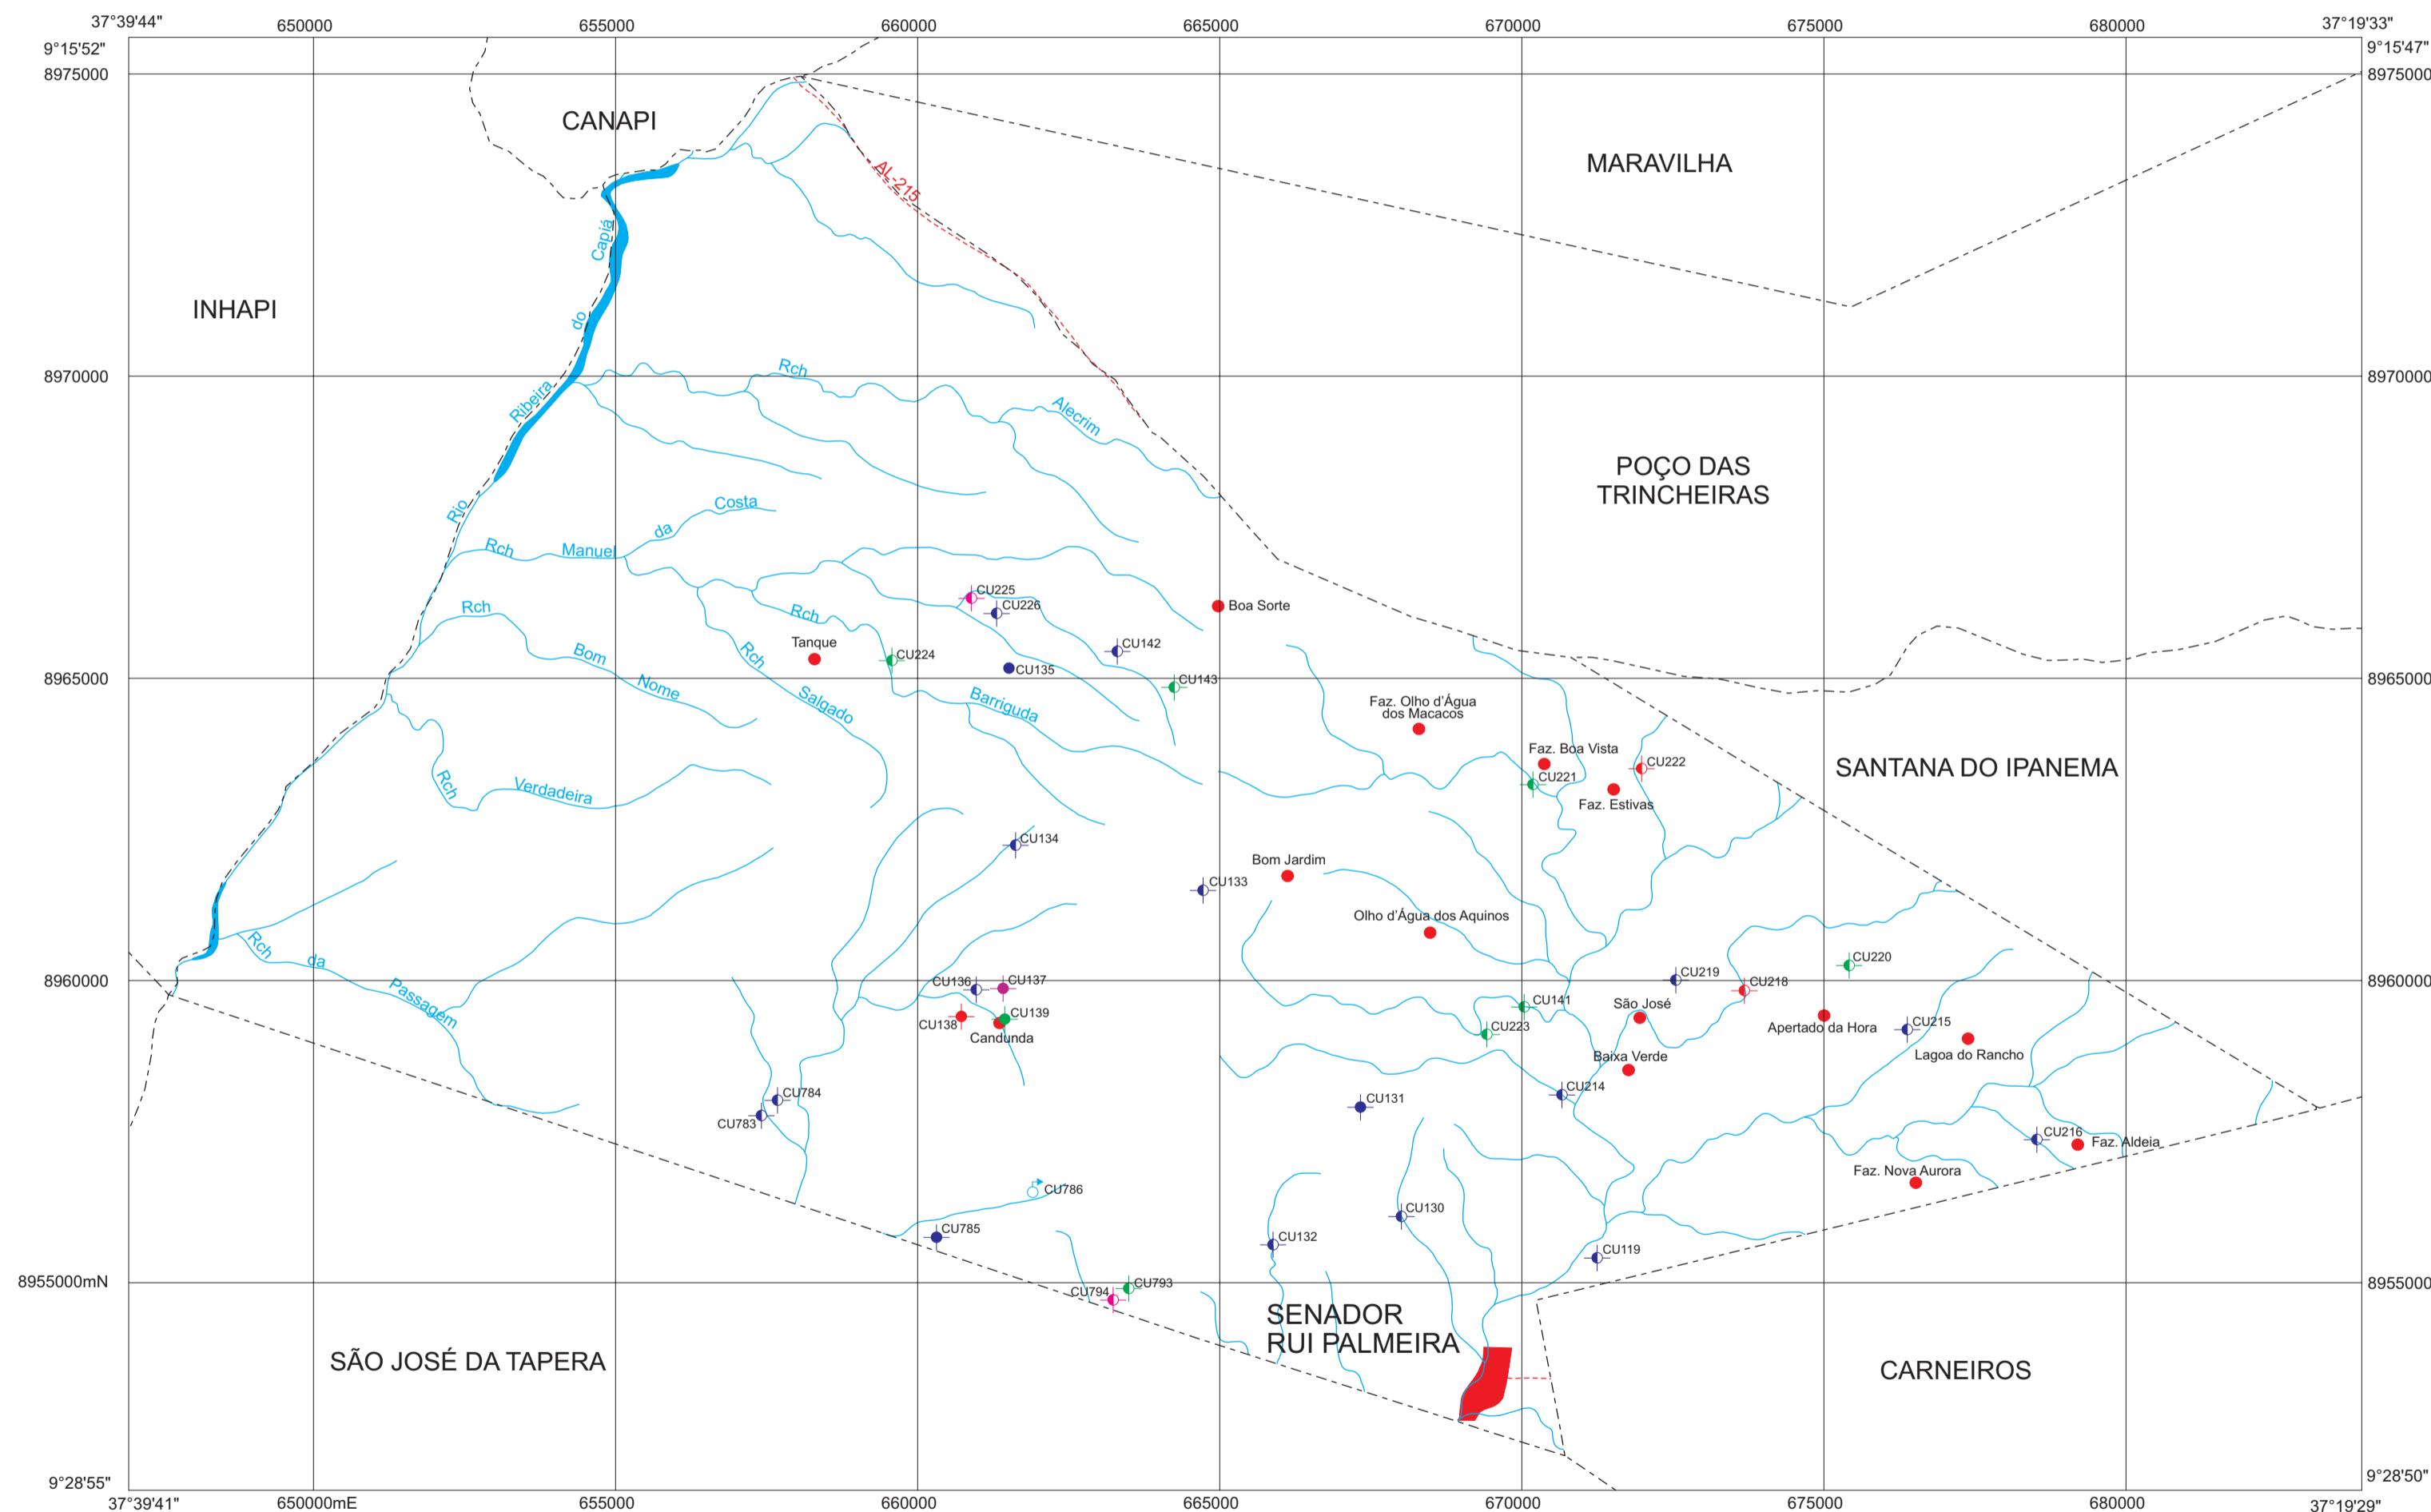 37°39'44"
650000
655000
660000
665000
670000
675000
680000
37°19'33"
9°15'52"
9°15'47"
8975000
8975000
CANAPI
MARAVILHA
AL-215
Capiá
INHAPI
do
8970000
8970000
Rch
Ribeira
Alecrim
POÇO DAS
TRINCHEIRAS
Costa
Rio
da
Rch
Manuel
CU225
CU226
Rch
Rch
Boa Sorte
Tanque
CU142
CU224
Bom
Rch
CU135
8965000
8965000
CU143
Nome
Salgado
Barriguda
Faz. Olho d'Água
dos Macacos
Faz. Boa Vista
CU222
SANTANA DO IPANEMA
CU221
Rch
Verdadeira
Faz. Estivas
CU134
Bom Jardim
CU133
Olho d'Água dos Aquinos
Rch
da
CU220
CU219
8960000
8960000
CU136
CU137
CU218
Passagem
CU141
São José
CU139
CU138
CU223
Apertado da Hora
CU215
Candunda
Baixa Verde
Lagoa do Rancho
CU214
CU784
CU131
CU783
CU216
Faz. Aldeia
Faz. Nova Aurora
CU786
CU130
CU785
CU132
CU119
8955000mN
8955000
CU793
CU794
SENADOR
RUI PALMEIRA
SÃO JOSÉ DA TAPERA
CARNEIROS
9°28'55"
9°28'50"
37°39'41"
650000mE
655000
660000
665000
670000
675000
680000
37°19'29"